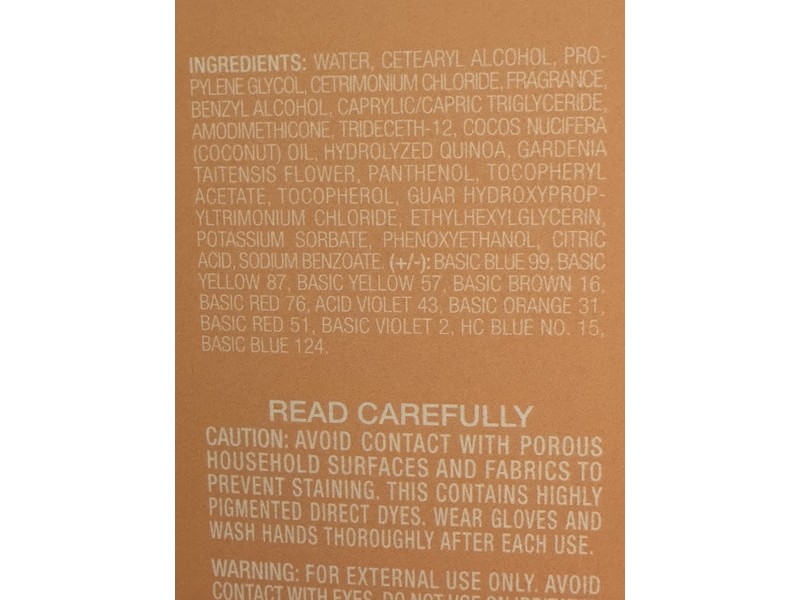 INGREDIENTS: WATER, CETEARYL ALCOHOL, PRO-
PYLENE GLYCOL, CETRIMONIUM CHLORIDE, FRAGRANCE,
BENZYL ALCOHOL, CAPRYLIC/CAPRIC TRIGLYCERIDE,
AMODIMETHICONE, TRIDECETH-12, COCOS NUCIFERA
(COCONUT) OIL, HYDROLYZED QUINOA, GARDENIA
TAITENSIS FLOWER, PANTHENOL, TOCOPHERYL
ACETATE, TOCOPHEROL, GUAR HYDROXYPROP-
YLTRIMONIUM CHLORIDE, ETHYLHEXYLGLYCERIN,
POTASSIUM SORBATE, PHENOXYETHANOL, CITRIC
ACID, SODIUM BENZOATE. (+/-): BASIC BLUE 99, BASIC
YELLOW 87, BASIC YELLOW 57, BASIC BROWN 16,
BASIC RED 76, ACID VIOLET 43, BASIC ORANGE 31,
BASIC RED 51, BASIC VIOLET 2, HC BLUE NO. 15,
BASIC BLUE 124.
READ CAREFULLY
CAUTION: AVOID CONTACT WITH POROUS
HOUSEHOLD SURFACES AND FABRICS TO
PREVENT STAINING. THIS CONTAINS HIGHLY
PIGMENTED DIRECT DYES. WEAR GLOVES AND
WASH HANDS THOROUGHLY AFTER EACH USE.
WARNING: FOR EXTERNAL USE ONLY. AVOID
CONTACT WITH EYES. DO NOT USE ON